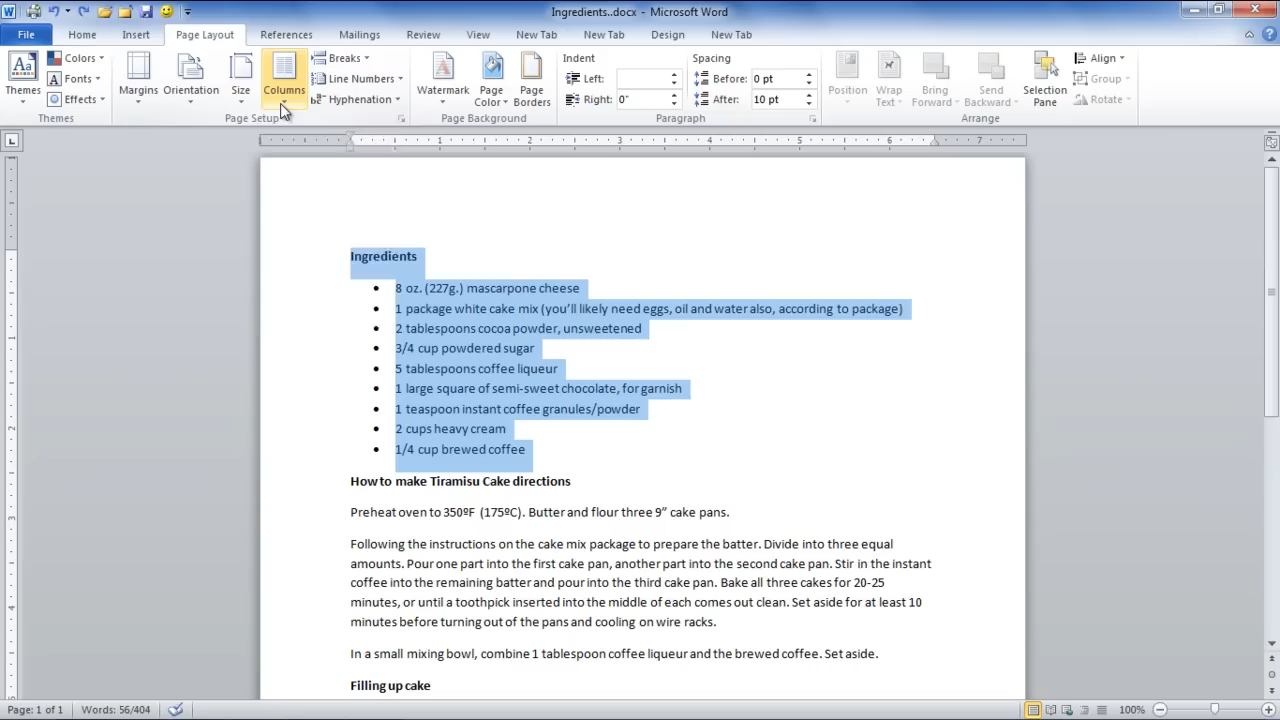 Ingredients..docx - Microsoft Word
File Home Insert Page Layout References Mailings Review View New Tab New Tab Design New Tab
Themes
Colors
Fonts
Effects
Themes
Margins
Orientation
Size
Columns
Breaks
Line Numbers
Hyphenation
Page Setup
Watermark
Page Color
Page Borders
Page Background
Indent
Left:
Right: 0"
Spacing
Before: 0 pt
After: 10 pt
Paragraph
Position
Wrap Text
Bring Forward
Send Backward
Selection Pane
Align
Group
Rotate
Arrange
1 2 3 4 5 6 7
Ingredients
• 8 oz. (227g.) mascarpone cheese
• 1 package white cake mix (you’ll likely need eggs, oil and water also, according to package)
• 2 tablespoons cocoa powder, unsweetened
• 3/4 cup powdered sugar
• 5 tablespoons coffee liqueur
• 1 large square of semi-sweet chocolate, for garnish
• 1 teaspoon instant coffee granules/powder
• 2 cups heavy cream
• 1/4 cup brewed coffee
How to make Tiramisu Cake directions
Preheat oven to 350ºF (175ºC). Butter and flour three 9” cake pans.
Following the instructions on the cake mix package to prepare the batter. Divide into three equal
amounts. Pour one part into the first cake pan, another part into the second cake pan. Stir in the instant
coffee into the remaining batter and pour into the third cake pan. Bake all three cakes for 20-25
minutes, or until a toothpick inserted into the middle of each comes out clean. Set aside for at least 10
minutes before turning out of the pans and cooling on wire racks.
In a small mixing bowl, combine 1 tablespoon coffee liqueur and the brewed coffee. Set aside.
Filling up cake
Page: 1 of 1 Words: 56/404 100%